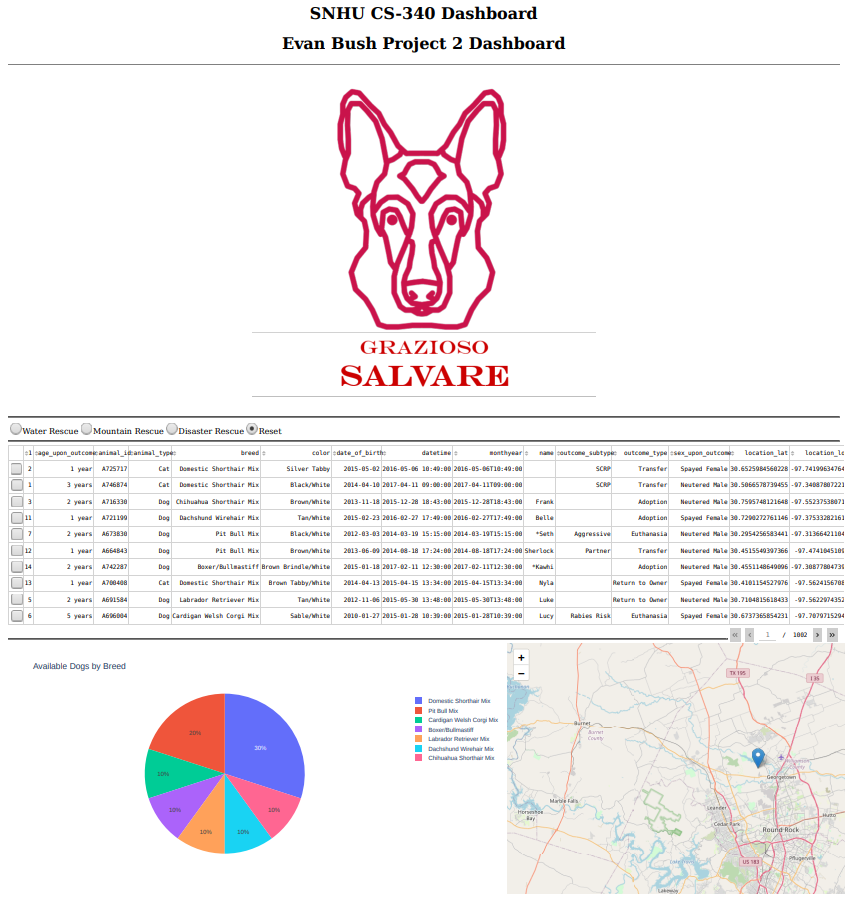 SNHU CS-340 Dashboard
Evan Bush Project 2 Dashboard
GRAZIOSO
SALVARE
Water Rescue Mountain Rescue Disaster Rescue Reset
1 age_upon_outcome animal_id animal_type breed color date_of_birth datetime monthyear name outcome_subtype outcome_type sex_upon_outcome location_lat location_lo
2 1 year A725717 Cat Domestic Shorthair Mix Silver Tabby 2015-05-02 2016-05-06 10:49:00 2016-05-06T10:49:00 SCRP Transfer Spayed Female 30.6525984560228 -97.7419963476
1 3 years A746874 Cat Domestic Shorthair Mix Black/White 2014-04-10 2017-04-11 09:00:00 2017-04-11T09:00:00 SCRP Transfer Neutered Male 30.5066578739455 -97.3408780722
3 2 years A716330 Dog Chihuahua Shorthair Mix Brown/White 2013-11-18 2015-12-28 18:43:00 2015-12-28T18:43:00 Frank Adoption Neutered Male 30.7595748121648 -97.5523753807
11 1 year A721199 Dog Dachshund Wirehair Mix Tan/White 2015-02-23 2016-02-27 17:49:00 2016-02-27T17:49:00 Belle Adoption Spayed Female 30.7290272761146 -97.3753328216
7 2 years A673830 Dog Pit Bull Mix Black/White 2012-03-03 2014-03-19 15:15:00 2014-03-19T15:15:00 *Seth Aggressive Euthanasia Neutered Male 30.2954256583441 -97.3136642110
12 1 year A664843 Dog Pit Bull Mix Brown/White 2013-06-09 2014-08-18 17:24:00 2014-08-18T17:24:00 Sherlock Partner Transfer Neutered Male 30.4515549397366 -97.474104510
14 2 years A742287 Dog Boxer/Bullmastiff Brown Brindle/White 2015-01-18 2017-02-11 12:30:00 2017-02-11T12:30:00 *Kawhi Adoption Neutered Male 30.4551148649096 -97.3087780473
13 1 year A700408 Cat Domestic Shorthair Mix Brown Tabby/White 2014-04-13 2015-04-15 13:34:00 2015-04-15T13:34:00 Nyla Return to Owner Spayed Female 30.4101154527976 -97.562415670
5 2 years A691584 Dog Labrador Retriever Mix Tan/White 2012-11-06 2015-05-30 13:48:00 2015-05-30T13:48:00 Luke Return to Owner Neutered Male 30.7104815618433 -97.5622974352
6 5 years A696004 Dog Cardigan Welsh Corgi Mix Sable/White 2010-01-27 2015-01-28 10:39:00 2015-01-28T10:39:00 Lucy Rabies Risk Euthanasia Spayed Female 30.6737365854231 -97.7079715294
« ‹ 1 / 1002 › »
Available Dogs by Breed
30%
20%
10%
10%
10%
10%
10%
Domestic Shorthair Mix
Pit Bull Mix
Cardigan Welsh Corgi Mix
Boxer/Bullmastiff
Labrador Retriever Mix
Dachshund Wirehair Mix
Chihuahua Shorthair Mix
+
−
TX 195
I 35
Burnet
Burnet
County
Georgetown
Marble Falls
Horseshoe
Bay
Leander
Cedar Park
Hutto
Round Rock
Pflugerville
US 183
Lakeway